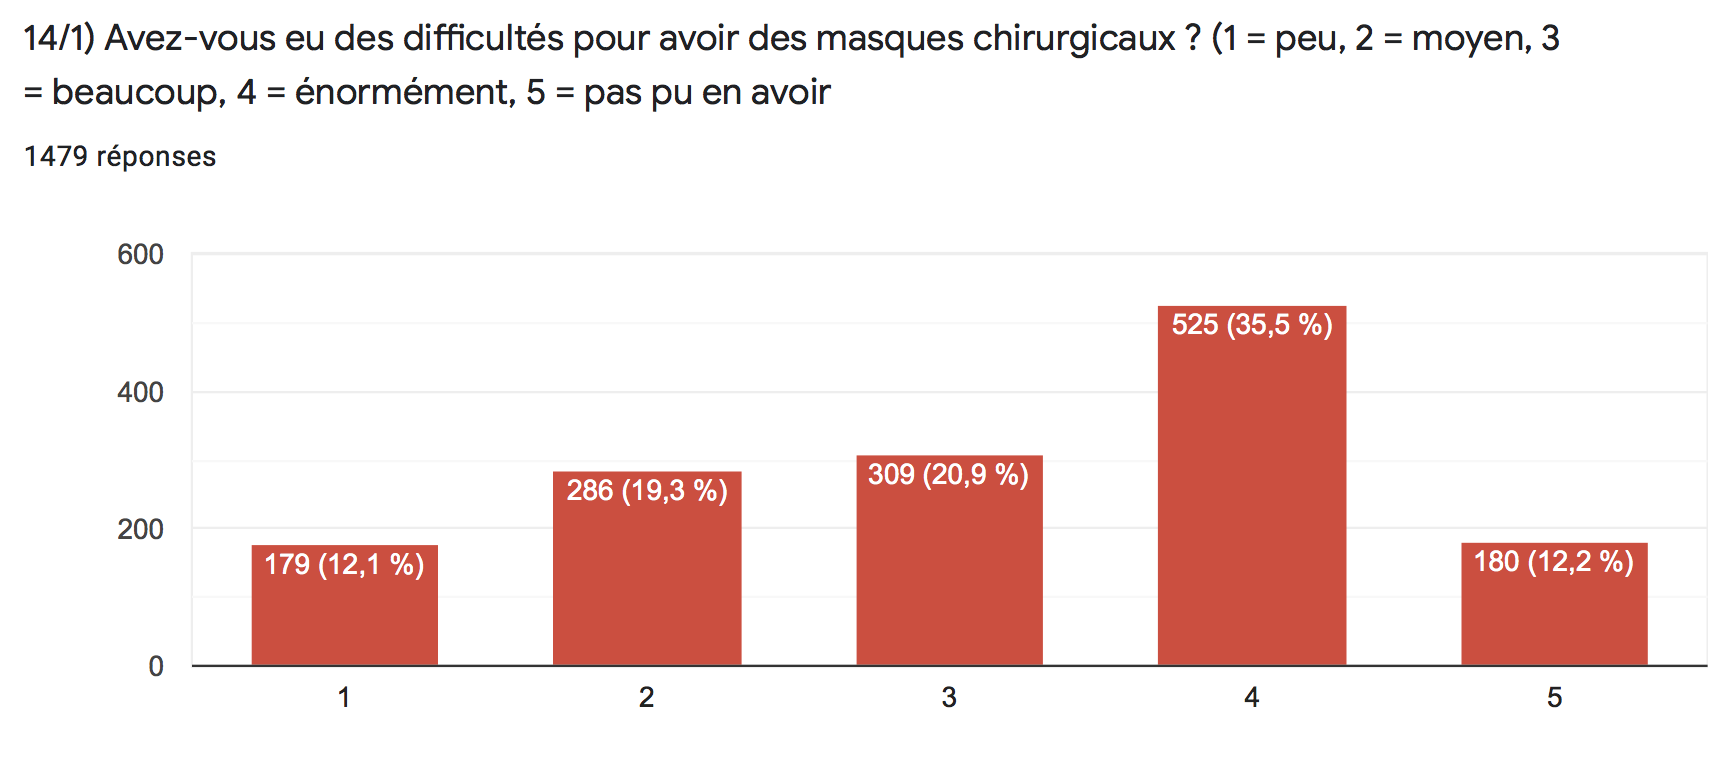 14/1) Avez-vous eu des difficultés pour avoir des masques chirurgicaux ? (1 = peu, 2 = moyen, 3
= beaucoup, 4 = énormément, 5 = pas pu en avoir
1479 réponses
600
400
200
0
179 (12,1 %)
286 (19,3 %)
309 (20,9 %)
525 (35,5 %)
180 (12,2 %)
1
2
3
4
5